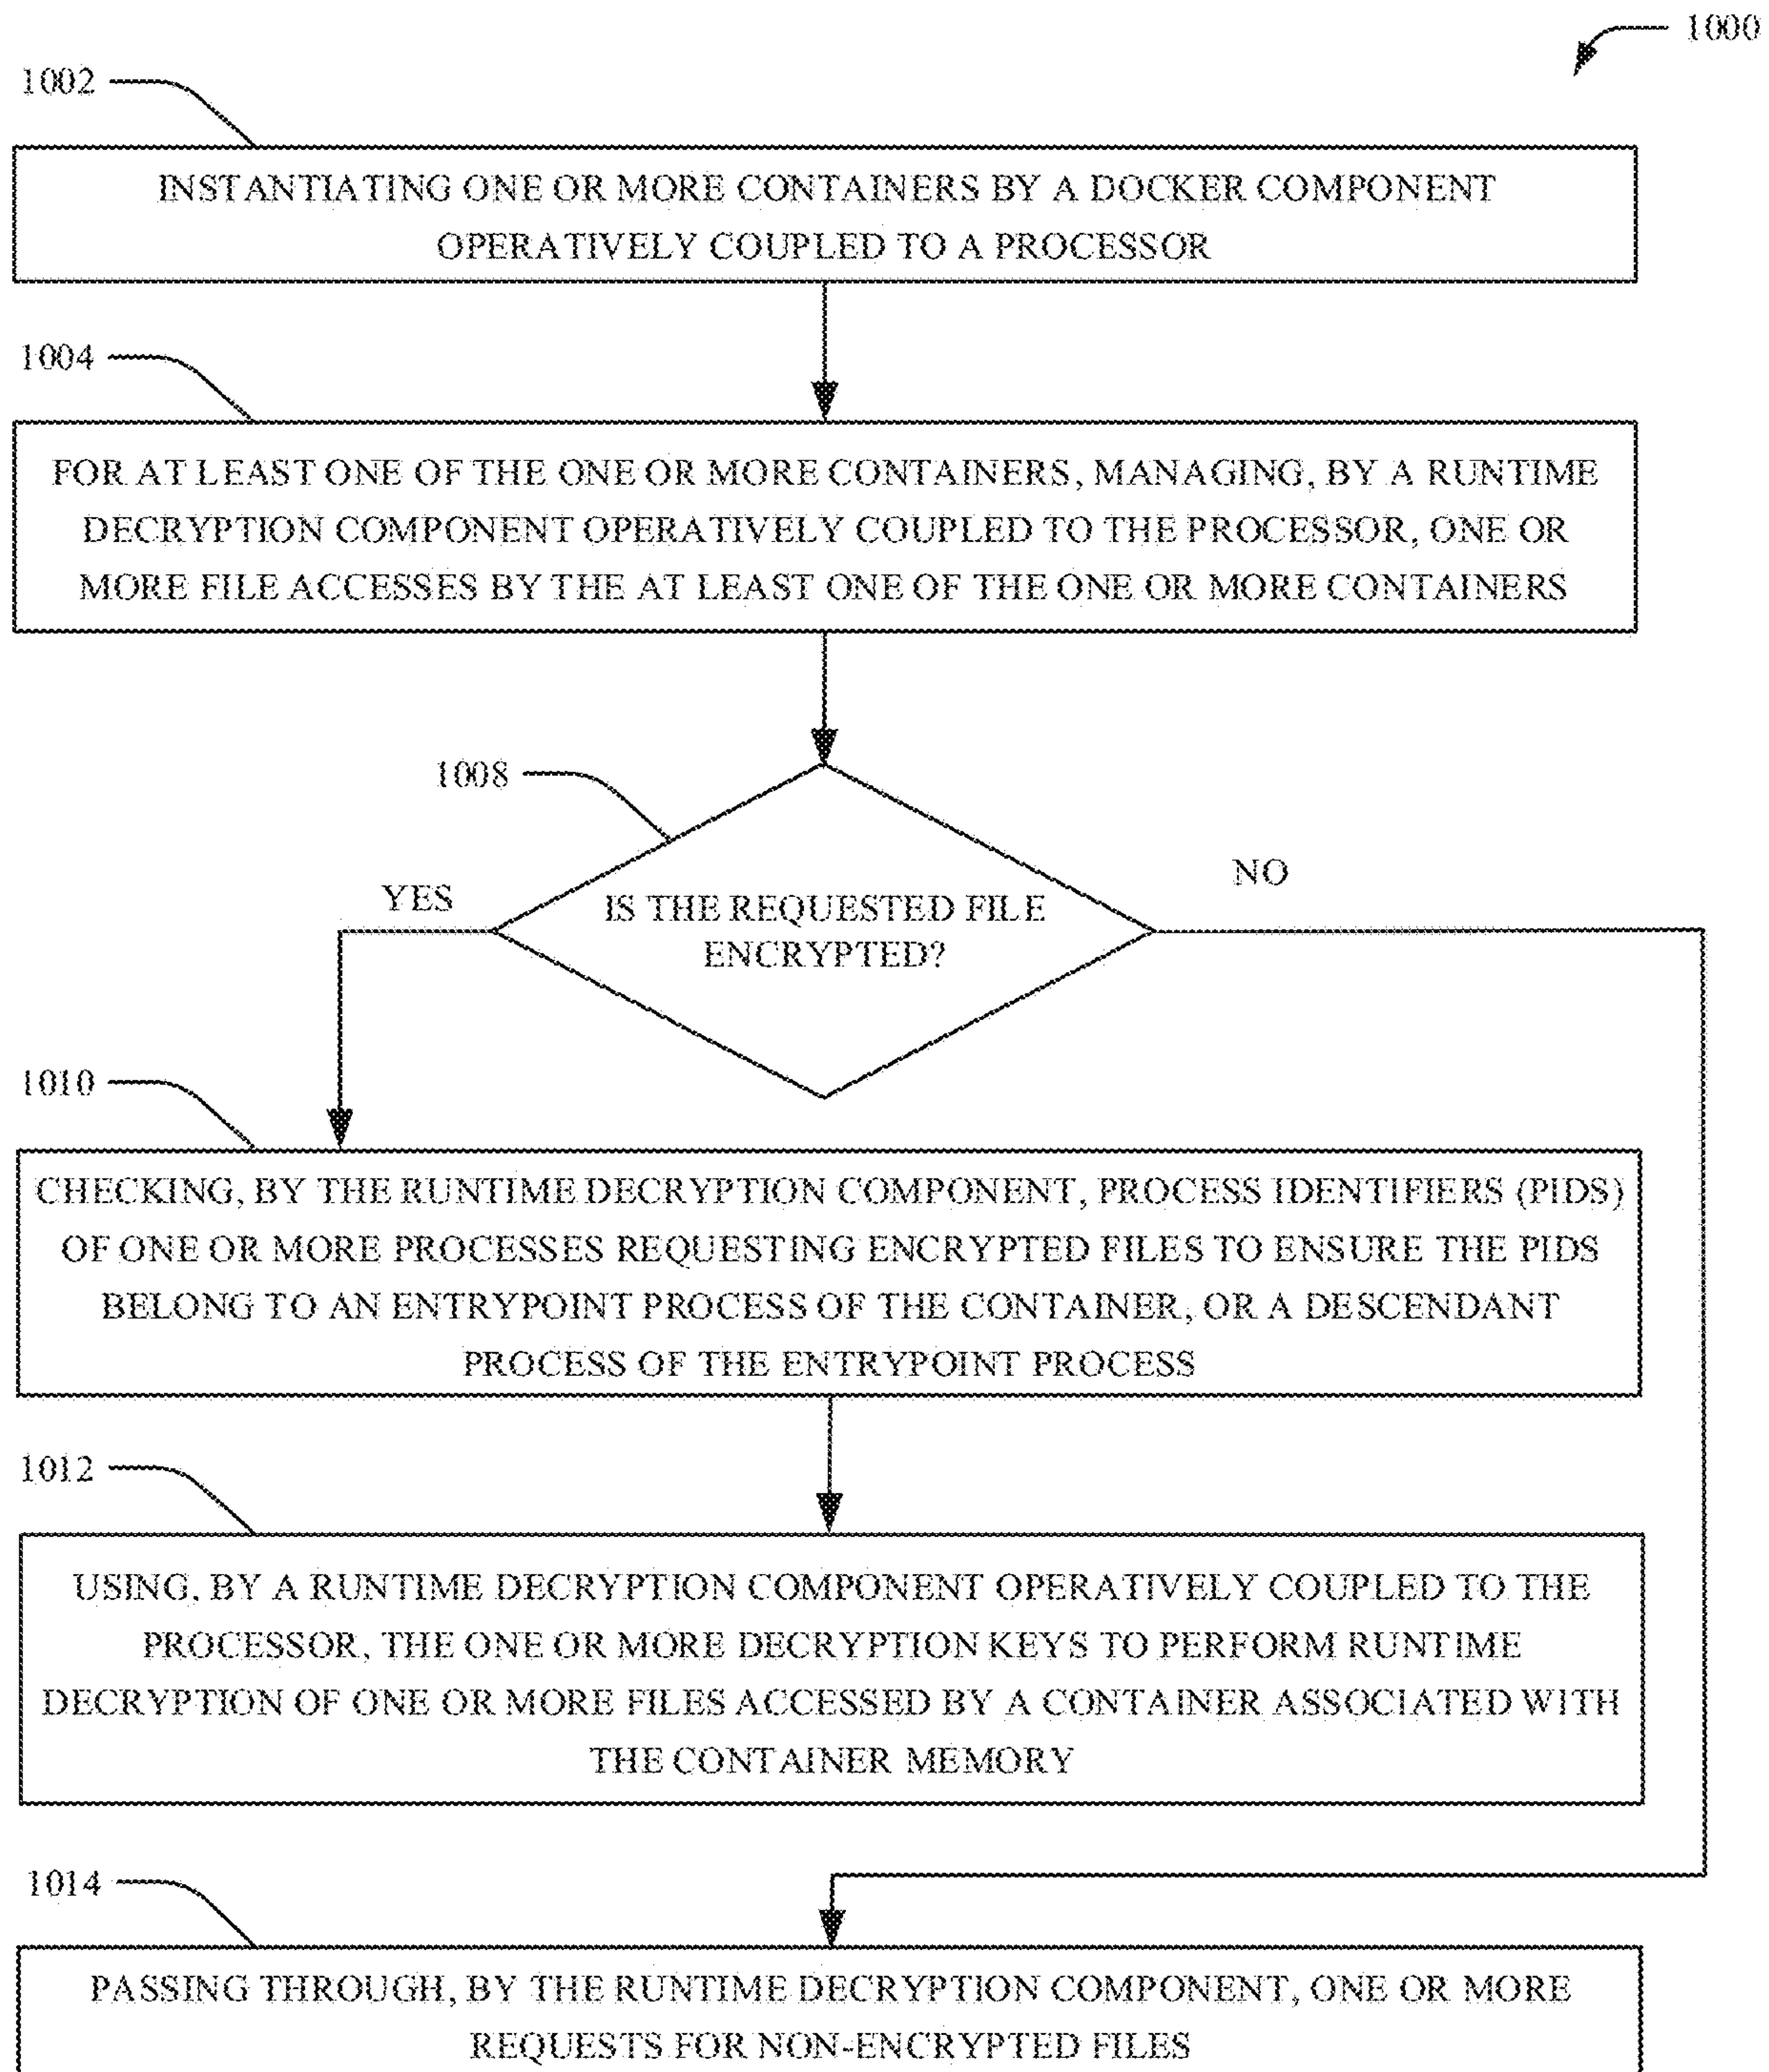 1000
1002
INSTANTIATING ONE OR MORE CONTAINERS BY A DOCKER COMPONENT
OPERATIVELY COUPLED TO A PROCESSOR
1004
FOR AT LEAST ONE OF THE ONE OR MORE CONTAINERS, MANAGING, BY A RUNTIME
DECRYPTION COMPONENT OPERATIVELY COUPLED TO THE PROCESSOR, ONE OR
MORE FILE ACCESSES BY THE AT LEAST ONE OF THE ONE OR MORE CONTAINERS
1008
YES
NO
IS THE REQUESTED FILE
ENCRYPTED?
1010
CHECKING, BY THE RUNTIME DECRYPTION COMPONENT, PROCESS IDENTIFIERS (PIDS)
OF ONE OR MORE PROCESSES REQUESTING ENCRYPTED FILES TO ENSURE THE PIDS
BELONG TO AN ENTRYPOINT PROCESS OF THE CONTAINER, OR A DESCENDANT
PROCESS OF THE ENTRYPOINT PROCESS
1012
USING, BY A RUNTIME DECRYPTION COMPONENT OPERATIVELY COUPLED TO THE
PROCESSOR, THE ONE OR MORE DECRYPTION KEYS TO PERFORM RUNTIME
DECRYPTION OF ONE OR MORE FILES ACCESSED BY A CONTAINER ASSOCIATED WITH
THE CONTAINER MEMORY
1014
PASSING THROUGH, BY THE RUNTIME DECRYPTION COMPONENT, ONE OR MORE
REQUESTS FOR NON-ENCRYPTED FILES